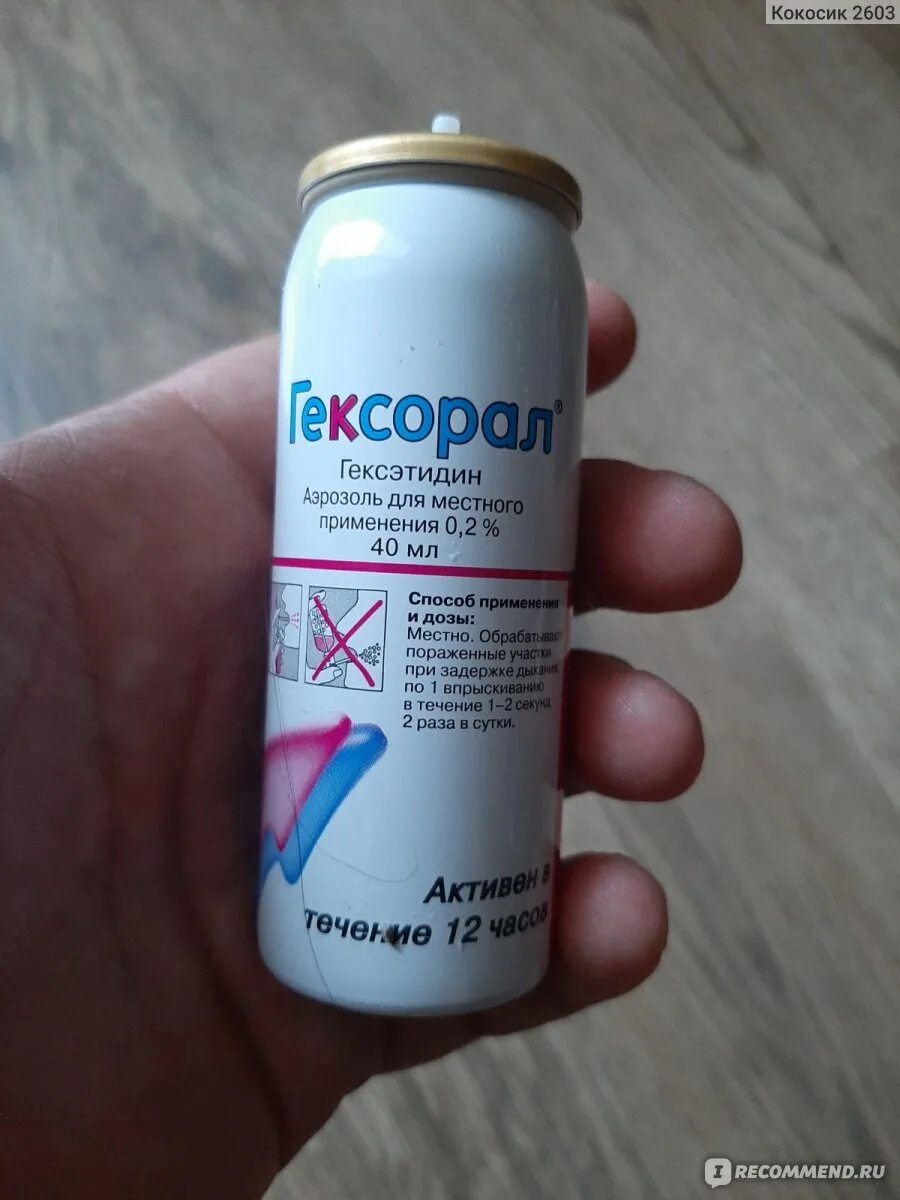 Кокосик 2603
Гексорал®
Гексэтидин
Аэрозоль для местного
применения 0,2 %
40 мл
Способ применения
и дозы:
Местно. Обрабатывают
пораженные участки
при задержке дыхания,
по 1 впрыскиванию
в течение 1–2 секунд
2 раза в сутки.
Активен в
течение 12 часов
IRECOMMEND.RU